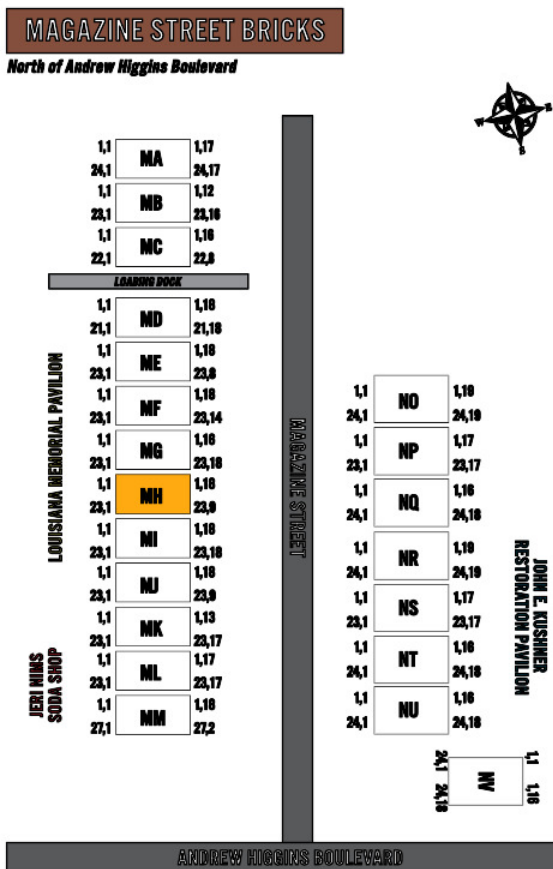 MAGAZINE STREET BRICKS
North of Andrew Higgins Boulevard
N
W E
S
1,1 MA 1,17
24,1 24,17
1,1 MB 1,12
23,1 23,16
1,1 MC 1,16
22,1 22,8
LOADING DOCK
1,1 MD 1,18
21,1 21,18
1,1 ME 1,18
23,1 23,8
1,1 MF 1,18
23,1 23,14
1,1 MG 1,16
23,1 23,18
1,1 MH 1,18
23,1 23,9
1,1 MI 1,18
23,1 23,18
1,1 MJ 1,18
23,1 23,9
1,1 MK 1,13
23,1 23,17
1,1 ML 1,17
23,1 23,17
1,1 MM 1,18
27,1 27,2
LOUISIANA MEMORIAL PAVILION
JERI NIMS
SODA SHOP
MAGAZINE STREET
1,1 NO 1,19
24,1 24,19
1,1 NP 1,17
23,1 23,17
1,1 NQ 1,16
24,1 24,18
1,1 NR 1,19
24,1 24,19
1,1 NS 1,17
23,1 23,17
1,1 NT 1,16
24,1 24,18
1,1 NU 1,16
24,1 24,18
JOHN E. KUSHNER
RESTORATION PAVILION
1,1 NV 1,18
24,1 24,18
ANDREW HIGGINS BOULEVARD